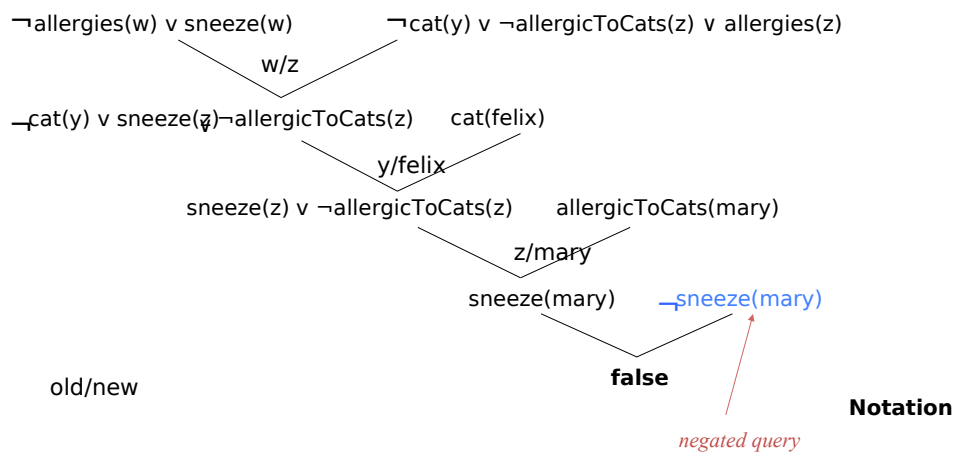 ¬allergies(w) v sneeze(w) ¬cat(y) v ¬allergicToCats(z) ∨ allergies(z)
w/z
¬cat(y) v sneeze(z) v ¬allergicToCats(z) cat(felix)
y/felix
sneeze(z) v ¬allergicToCats(z) allergicToCats(mary)
z/mary
sneeze(mary) ¬sneeze(mary)
false
old/new
Notation
negated query